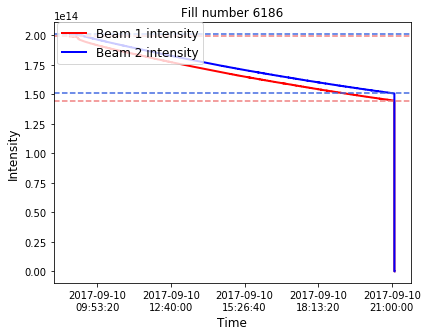 Fill number 6186
1e14
Beam 1 intensity
Beam 2 intensity
2.00
1.75
1.50
1.25
1.00
0.75
0.50
0.25
0.00
Intensity
2017-09-10 2017-09-10 2017-09-10 2017-09-10 2017-09-10
09:53:20 12:40:00 15:26:40 18:13:20 21:00:00
Time